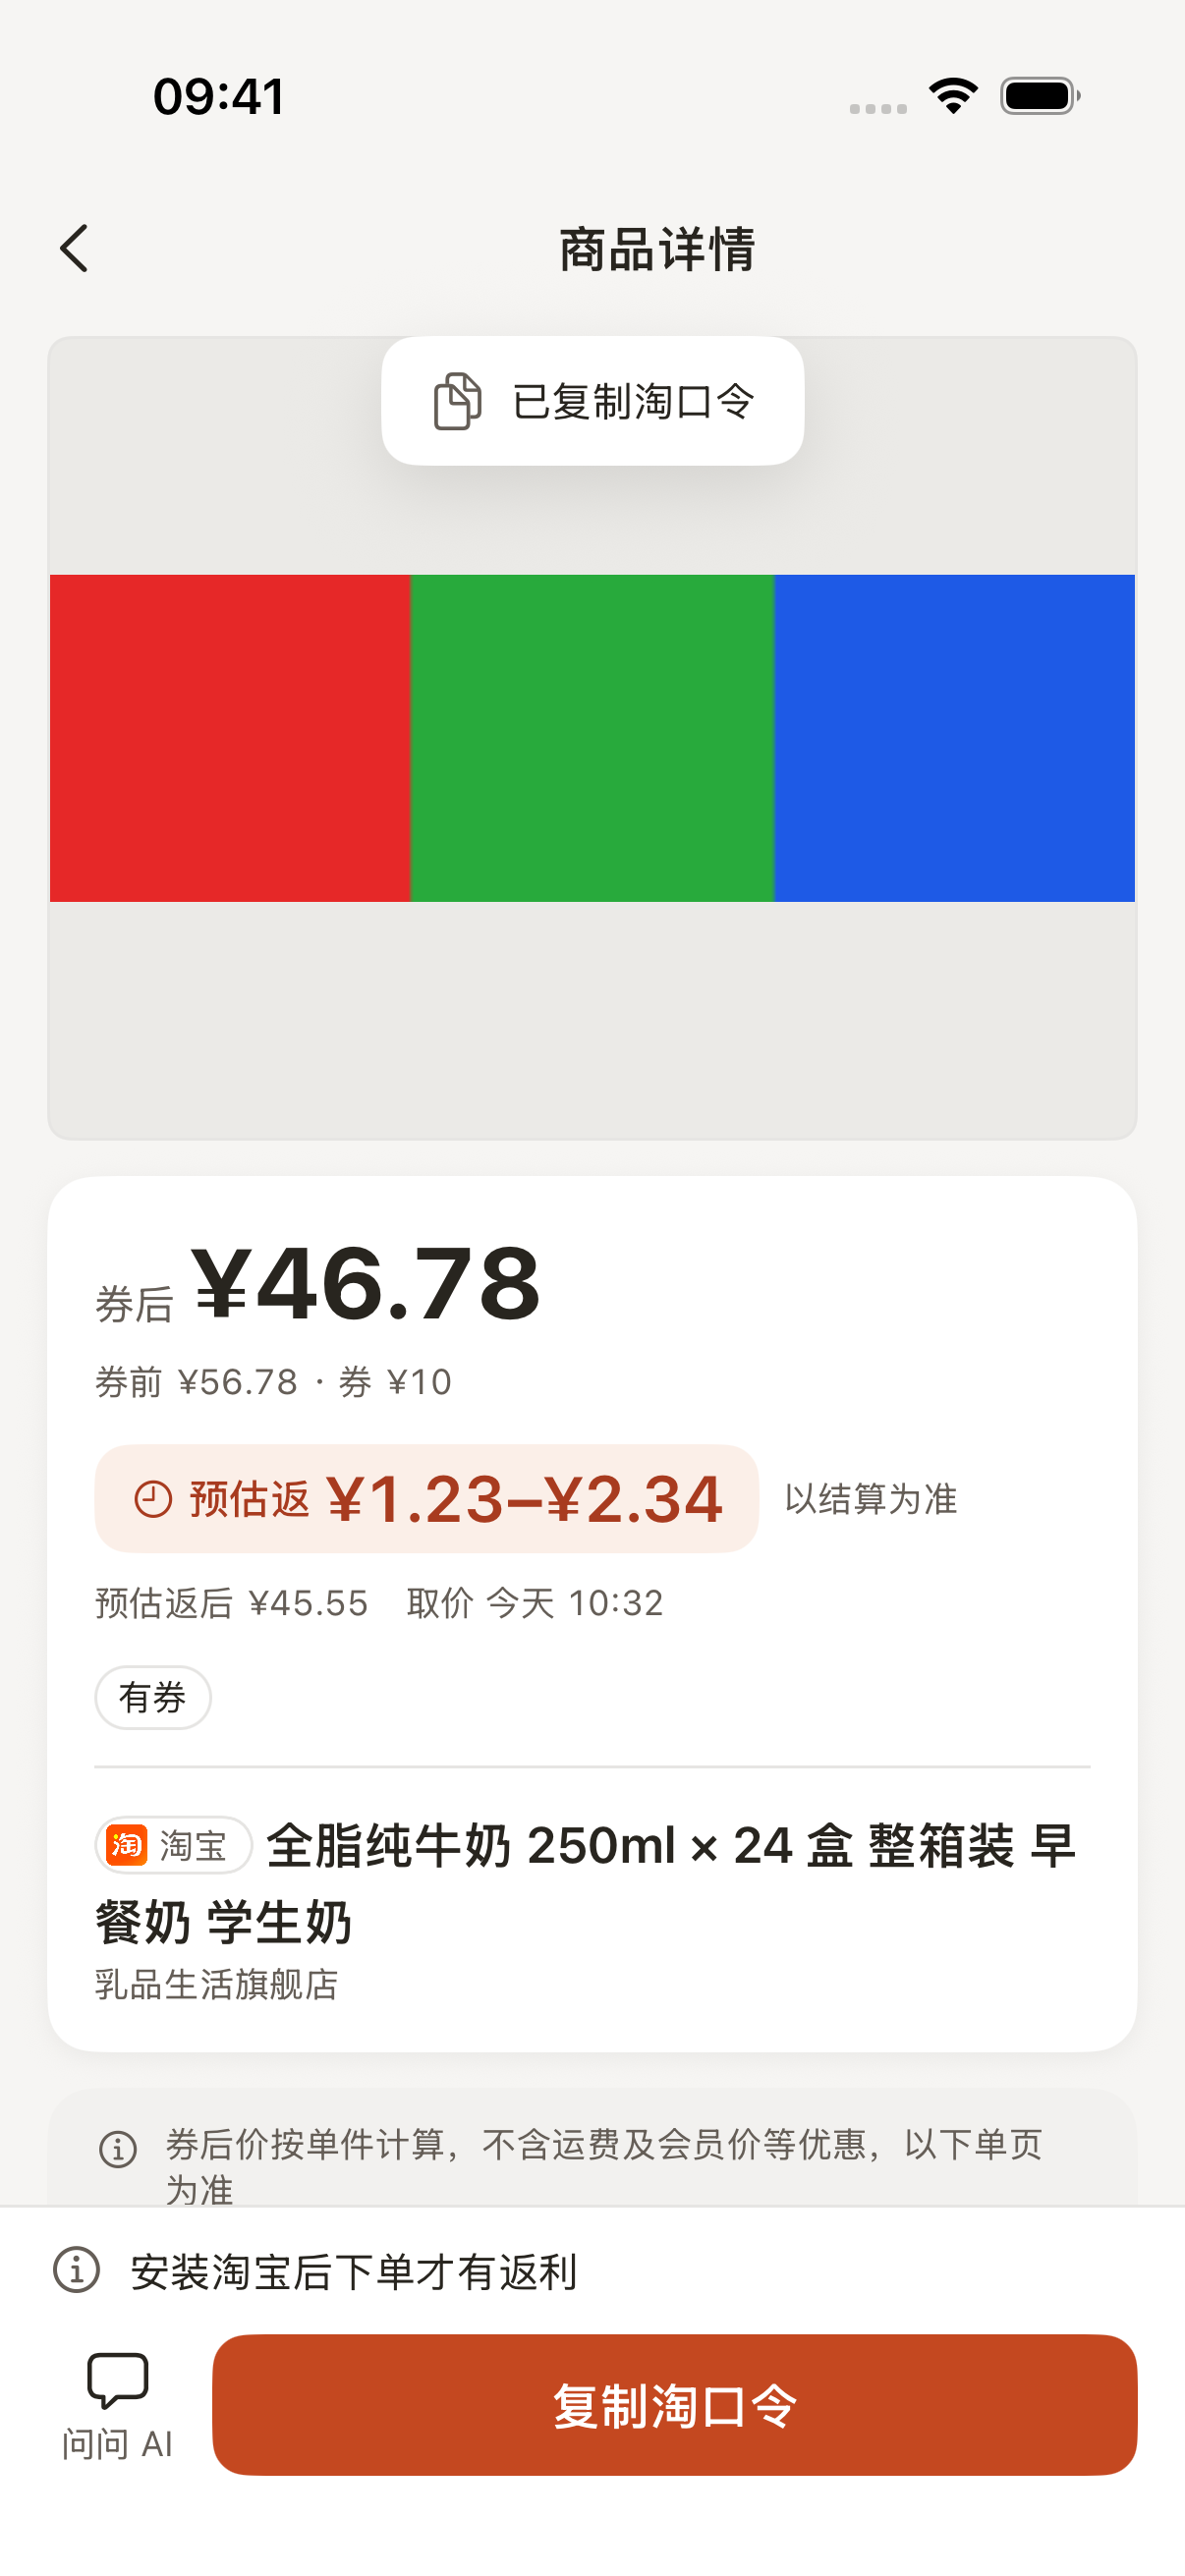 09:41
商品详情
已复制淘口令
券后 ¥46.78
券前 ¥56.78 · 券 ¥10
预估返 ¥1.23–¥2.34 以结算为准
预估返后 ¥45.55 取价 今天 10:32
有券
淘 淘宝 全脂纯牛奶 250ml × 24 盒 整箱装 早
餐奶 学生奶
乳品生活旗舰店
券后价按单件计算，不含运费及会员价等优惠，以下单页
为准
安装淘宝后下单才有返利
问问 AI
复制淘口令